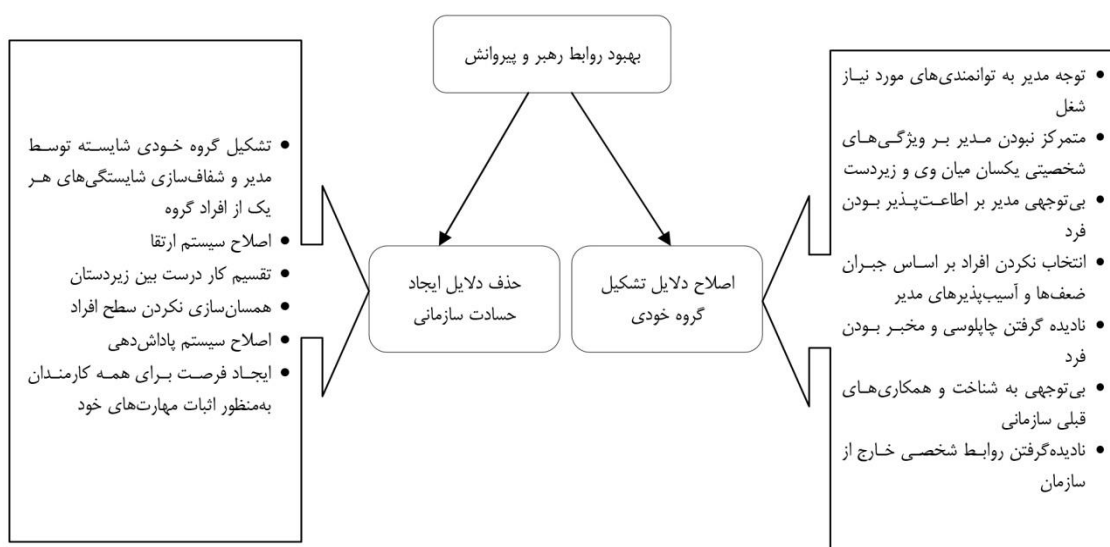 بهبود روابط رهبر و پیروانش
• توجه مدیر به توانمندی‌های مورد نیاز
شغل
• متمرکز نبودن مدیر بر ویژگی‌های
شخصیتی یکسان میان وی و زیردست
• بی‌توجهی مدیر بر اطاعت‌پذیر بودن
فرد
• انتخاب نکردن افراد بر اساس جبران
ضعف‌ها و آسیب‌پذیرهای مدیر
• نادیده گرفتن چاپلوسی و مخبر بودن
فرد
• بی‌توجهی به شناخت و همکاری‌های
قبلی سازمانی
• نادیده‌گرفتن روابط شخصی خارج از
سازمان
اصلاح دلایل تشکیل
گروه خودی
حذف دلایل ایجاد
حسادت سازمانی
• تشکیل گروه خودی شایسته توسط
مدیر و شفاف‌سازی شایستگی‌های هر
یک از افراد گروه
• اصلاح سیستم ارتقا
• تقسیم کار درست بین زیردستان
• همسان‌سازی نکردن سطح افراد
• اصلاح سیستم پاداش‌دهی
• ایجاد فرصت برای همه کارمندان
به‌منظور اثبات مهارت‌های خود